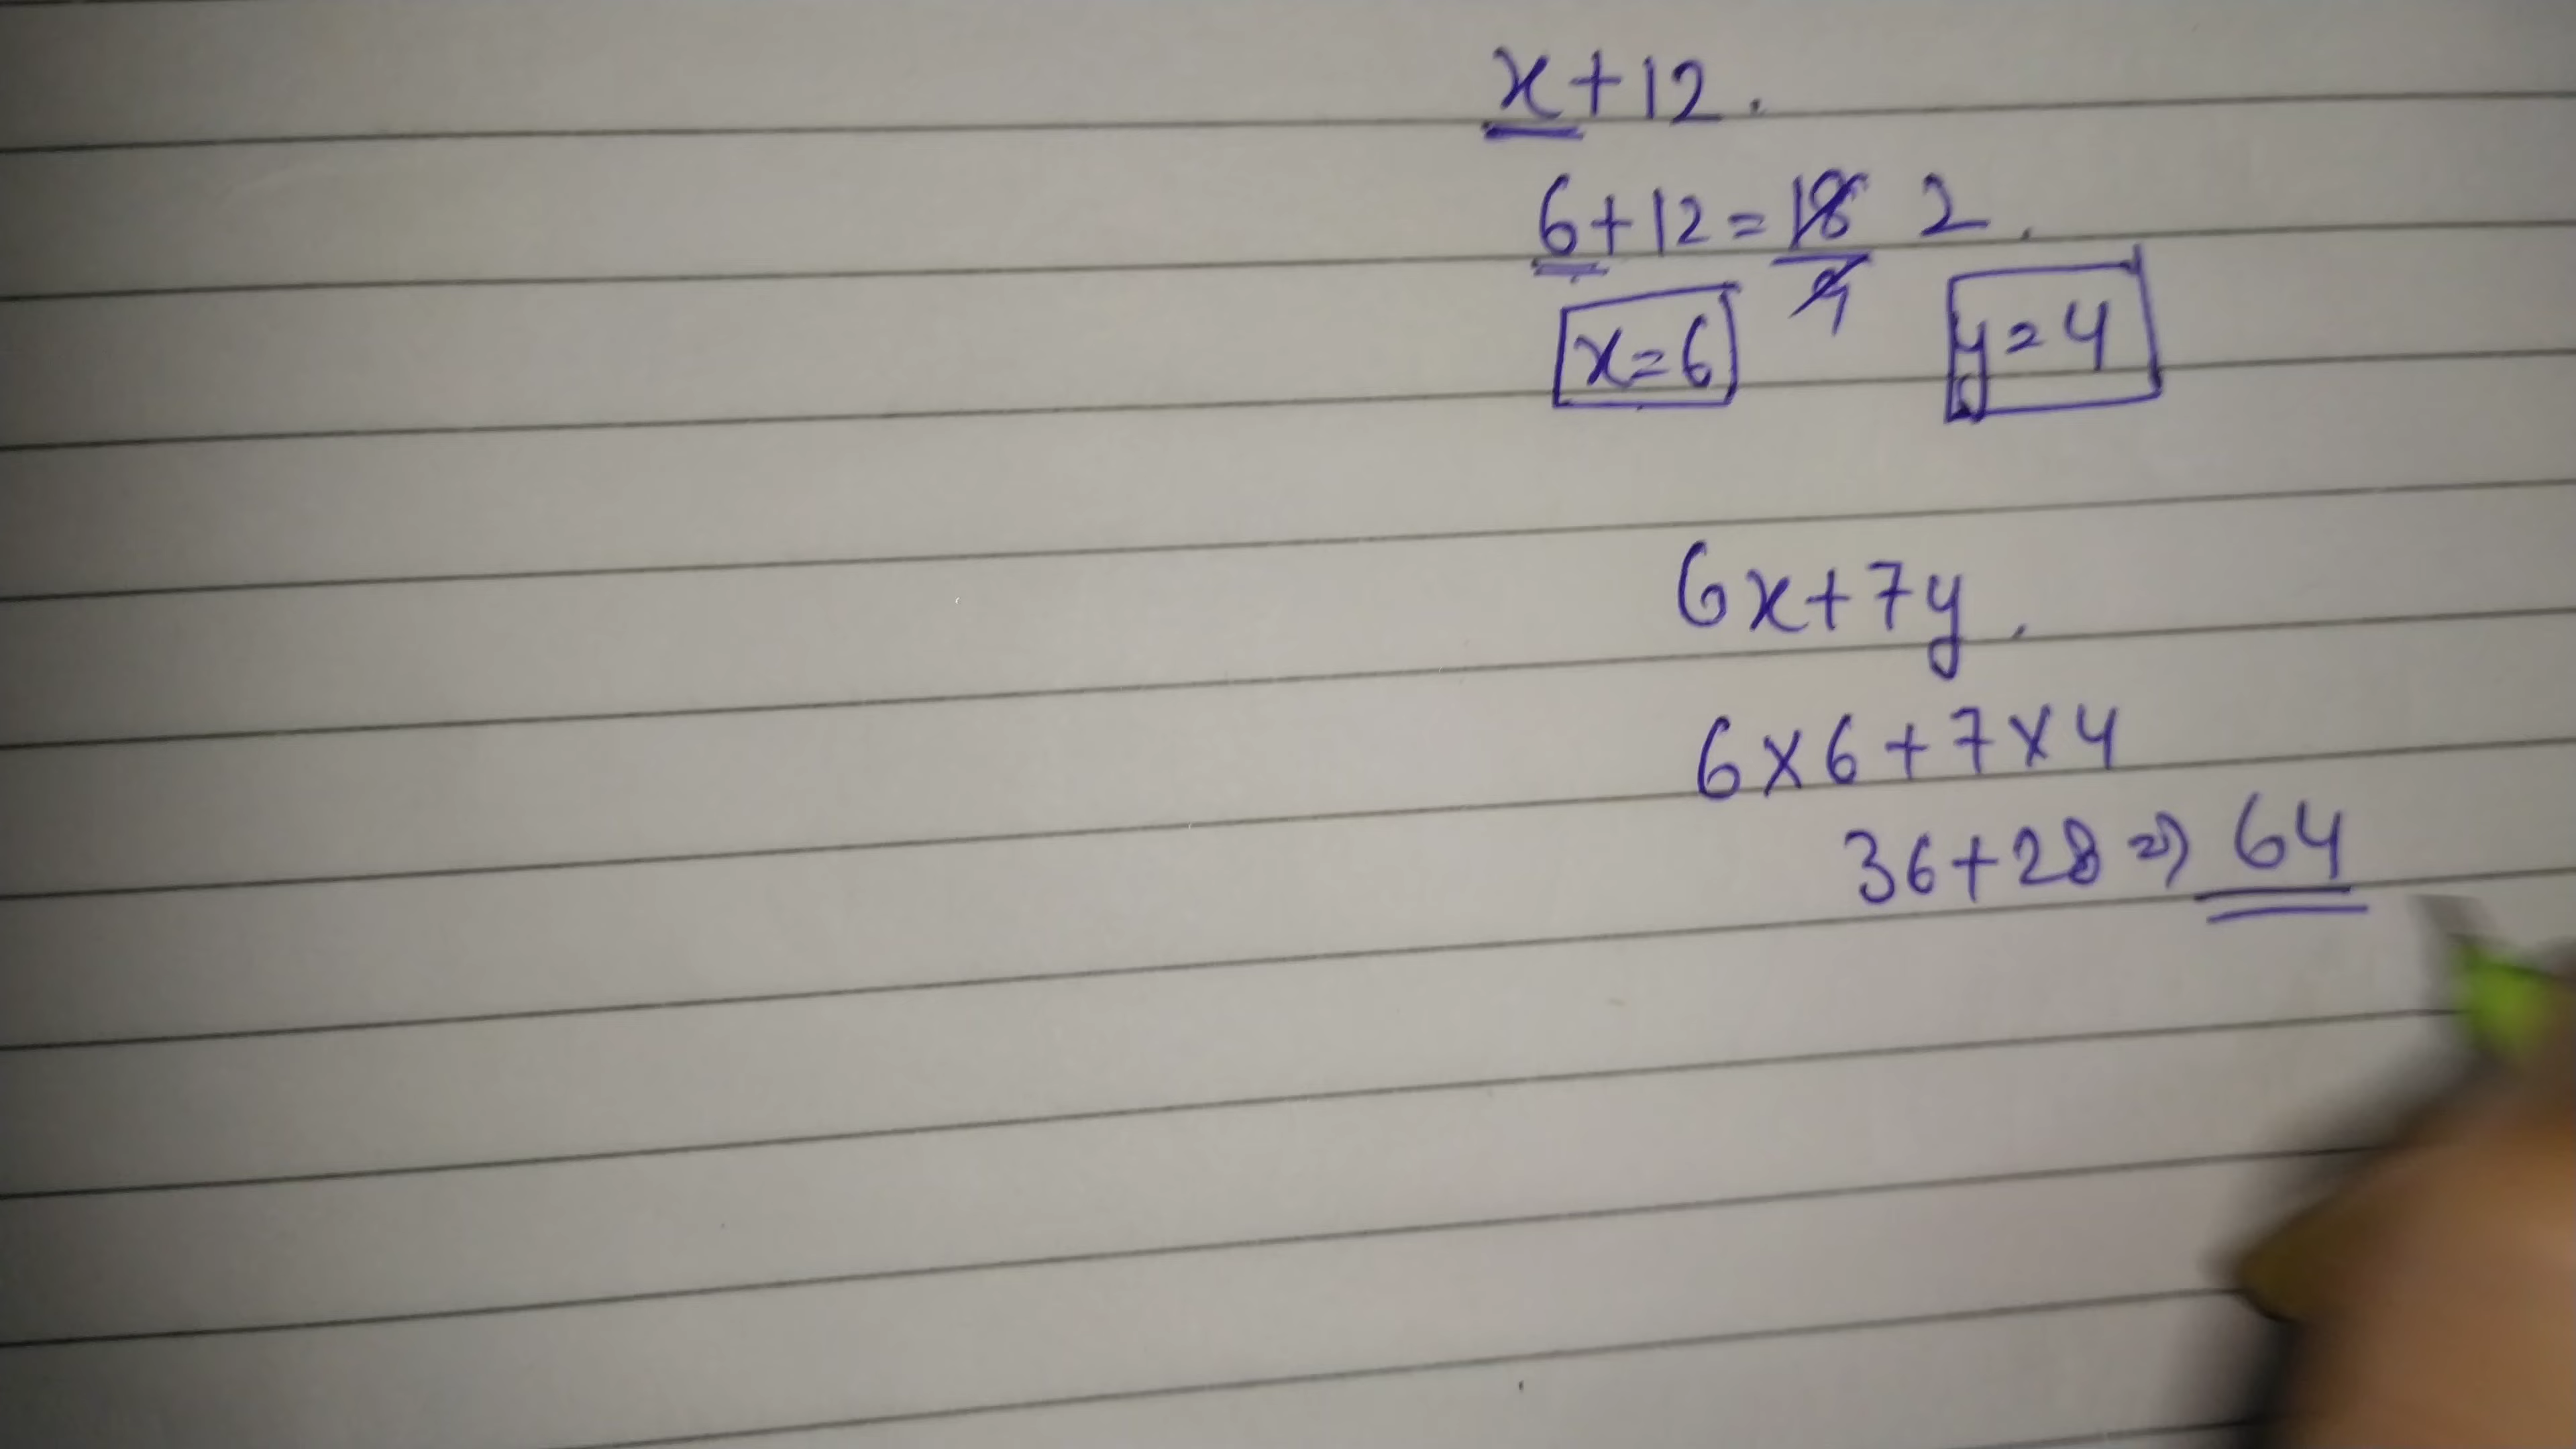 x+12.
6+12=18 2.
9
x=6 y=4
6x+7y.
6×6+7×4
36+28⇒64